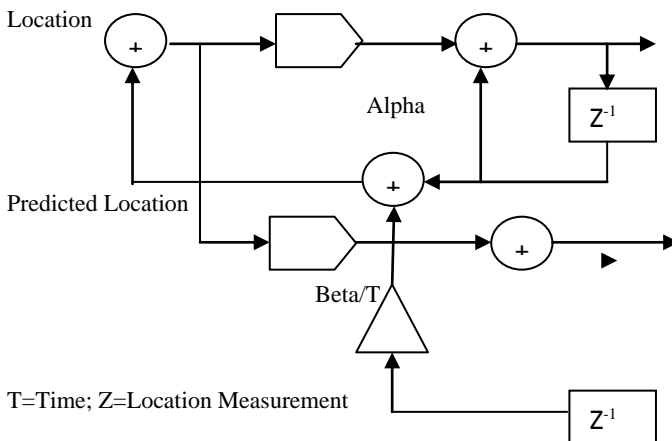 Location
+
+
Alpha
Z-1
+
Predicted Location
+
Beta/T
T=Time; Z=Location Measurement
Z-1